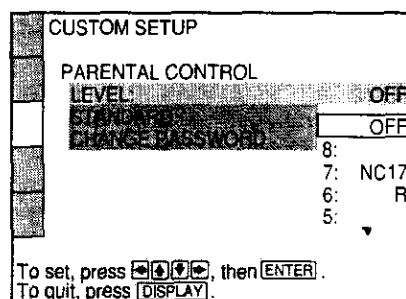 CUSTOM SETUP
PARENTAL CONTROL
LEVEL: OFF
STANDARD:
OFF
CHANGE PASSWORD
8:
7: NC17
6: R
5:
To set, press , then ENTER .
To quit, press DISPLAY .